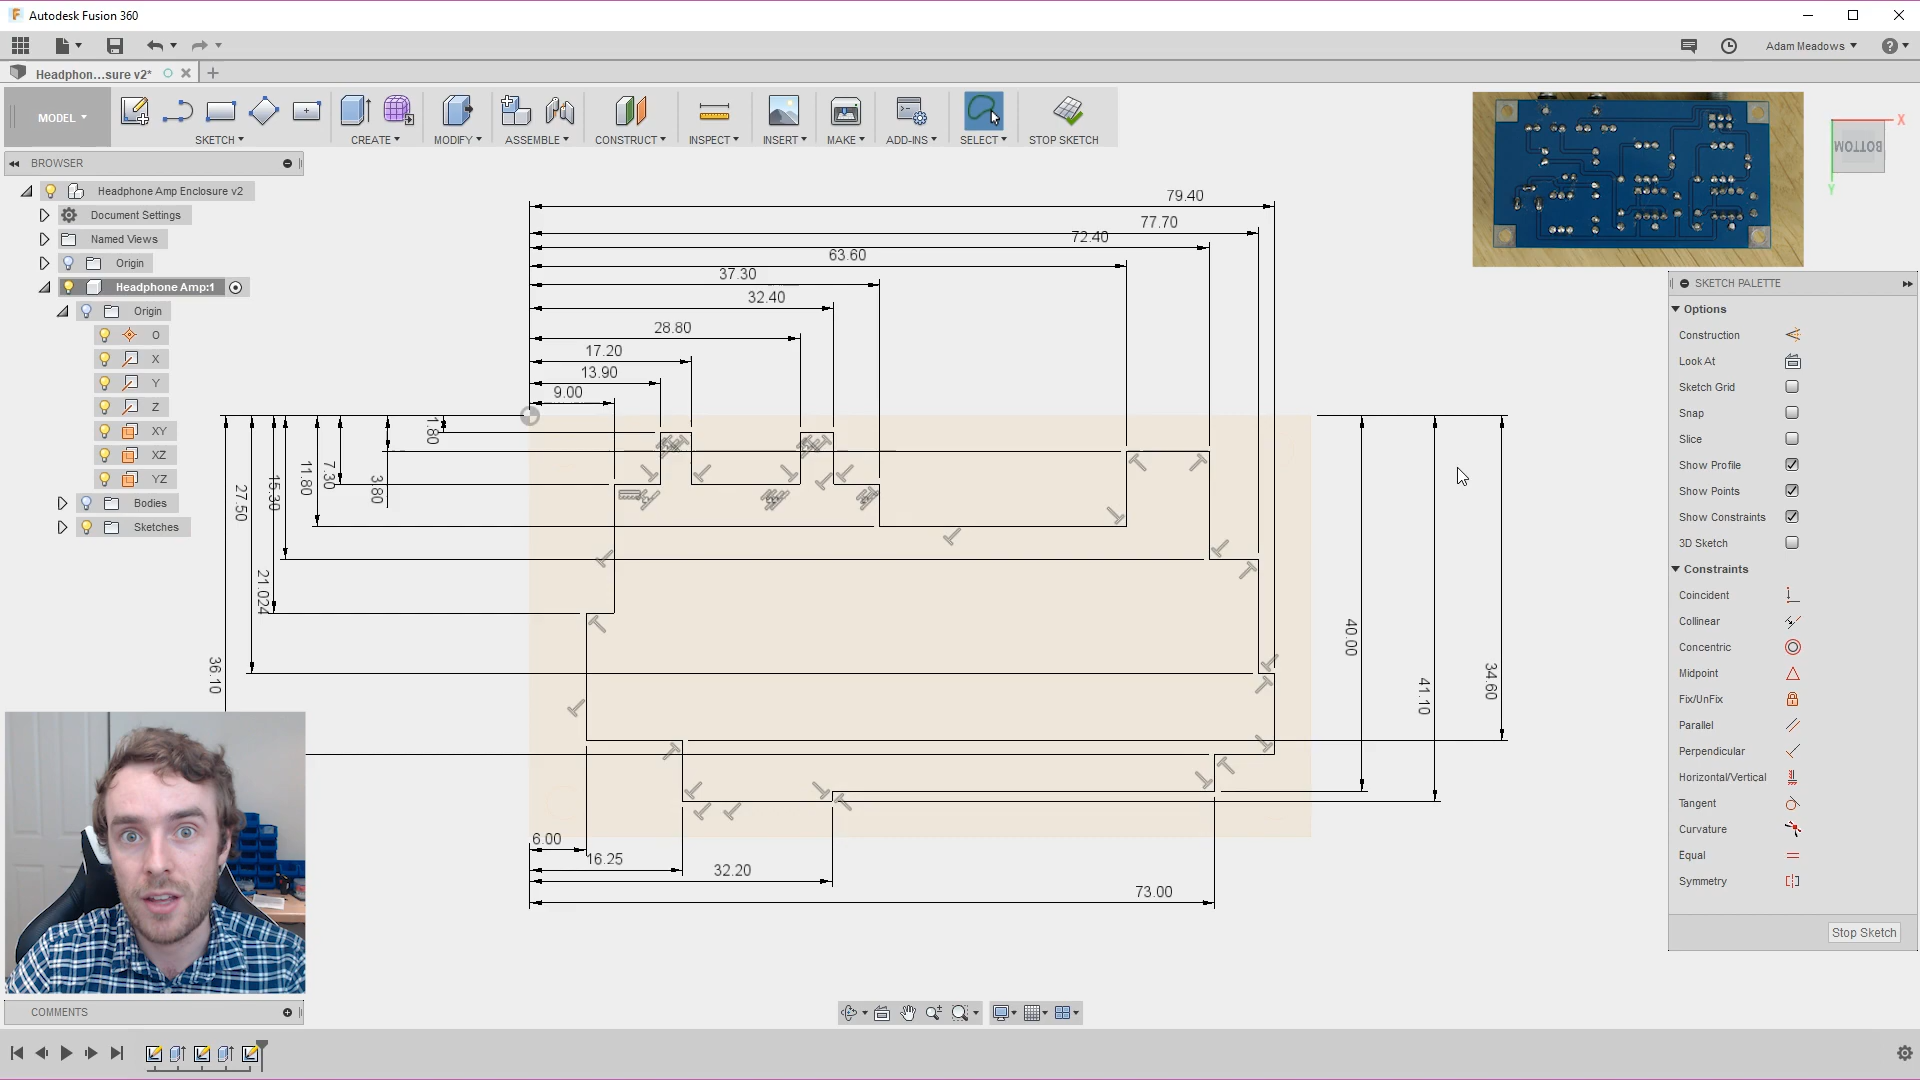 Autodesk Fusion 360
Adam Meadows
Headphon...sure v2*
MODEL
SKETCH
CREATE
MODIFY
ASSEMBLE
CONSTRUCT
INSPECT
INSERT
MAKE
ADD-INS
SELECT
STOP SKETCH
BOTTOM
X
Y
BROWSER
Headphone Amp Enclosure v2
Document Settings
Named Views
Origin
Headphone Amp:1
Origin
O
X
Y
Z
XY
XZ
YZ
Bodies
Sketches
79.40
77.70
72.40
63.60
37.30
32.40
28.80
17.20
13.90
9.00
1.80
3.80
7.30
11.80
15.30
21.024
27.50
36.10
40.00
41.10
34.60
6.00
16.25
32.20
73.00
SKETCH PALETTE
Options
Construction
Look At
Sketch Grid
Snap
Slice
Show Profile
Show Points
Show Constraints
3D Sketch
Constraints
Coincident
Collinear
Concentric
Midpoint
Fix/UnFix
Parallel
Perpendicular
Horizontal/Vertical
Tangent
Curvature
Equal
Symmetry
Stop Sketch
COMMENTS